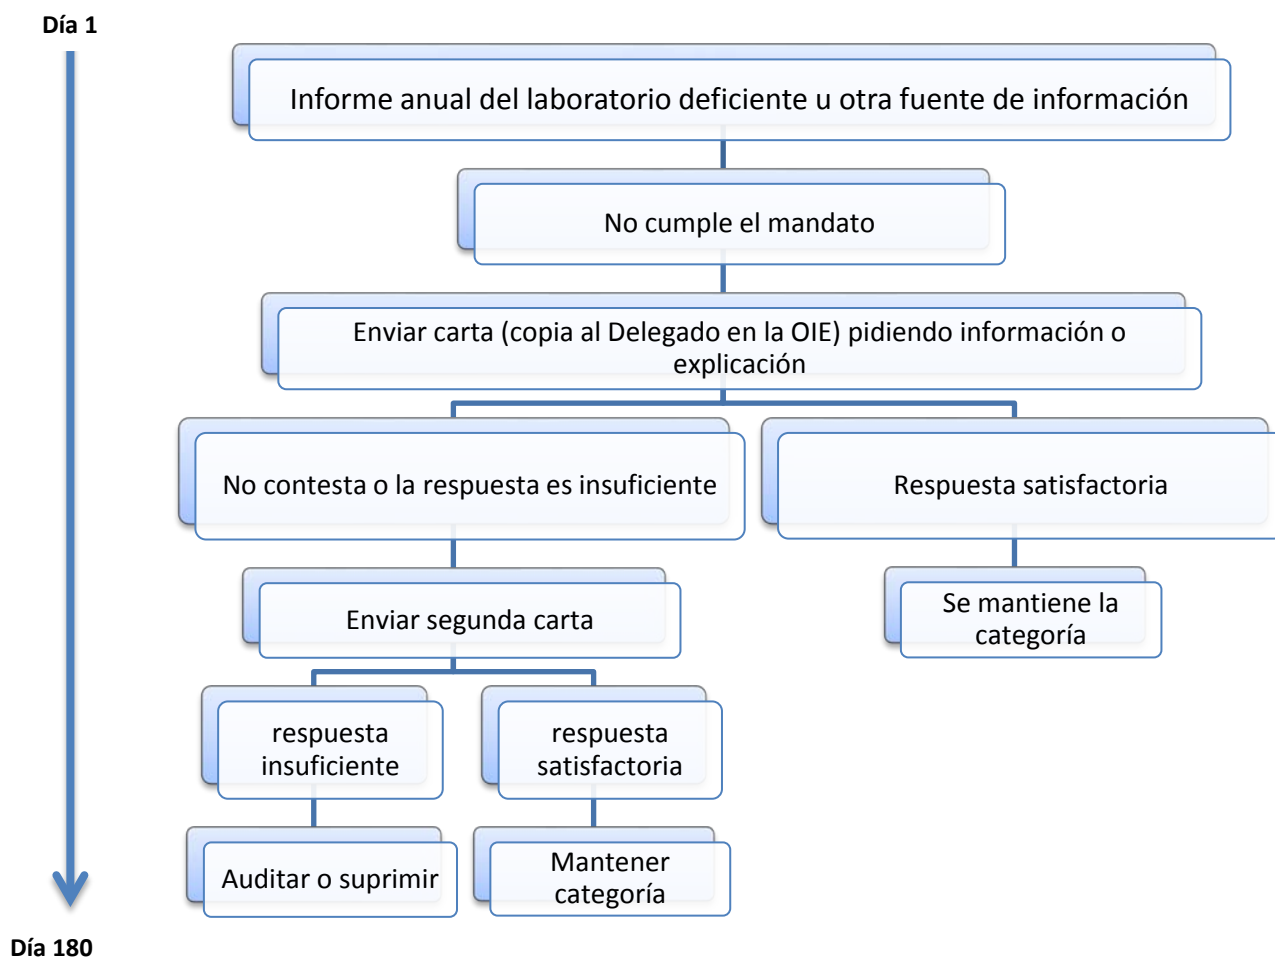 Día 1
Informe anual del laboratorio deficiente u otra fuente de información
No cumple el mandato
Enviar carta (copia al Delegado en la OIE) pidiendo información o
explicación
No contesta o la respuesta es insuficiente
Respuesta satisfactoria
Enviar segunda carta
Se mantiene la
categoría
respuesta
insuficiente
respuesta
satisfactoria
Auditar o suprimir
Mantener
categoría
Día 180